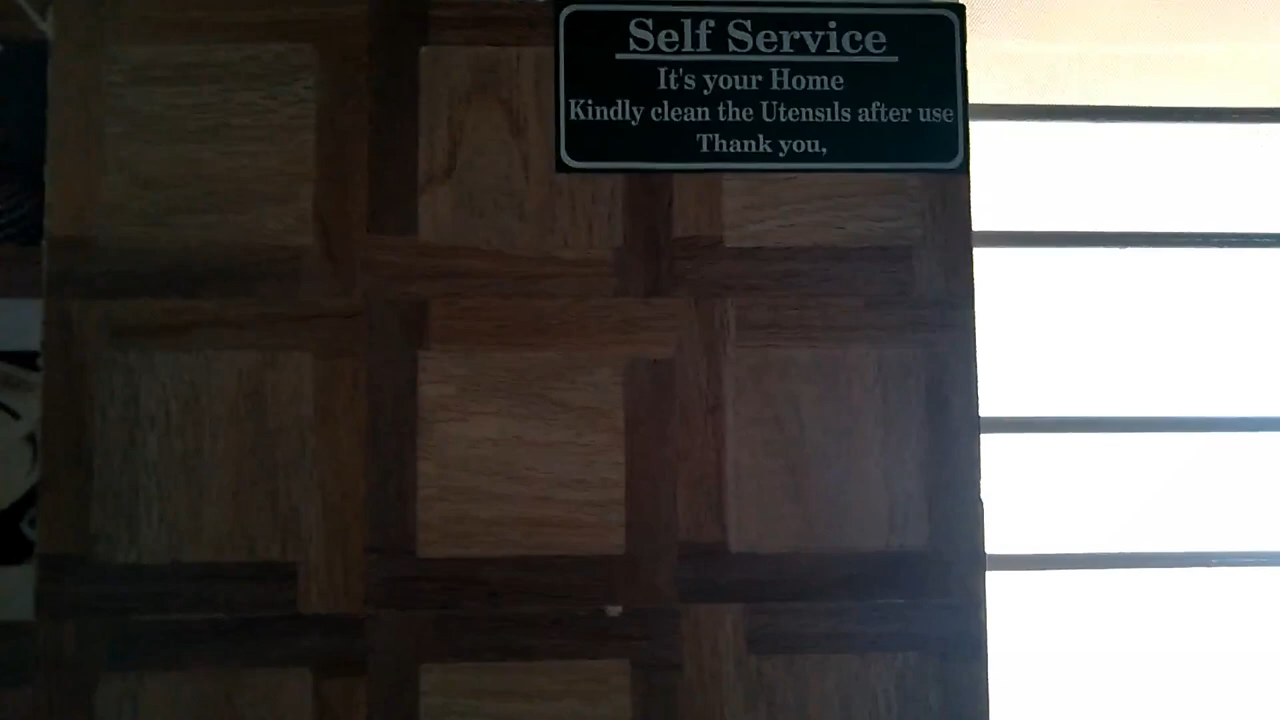 Self Service
It's your Home
Kindly clean the Utensils after use
Thank you,